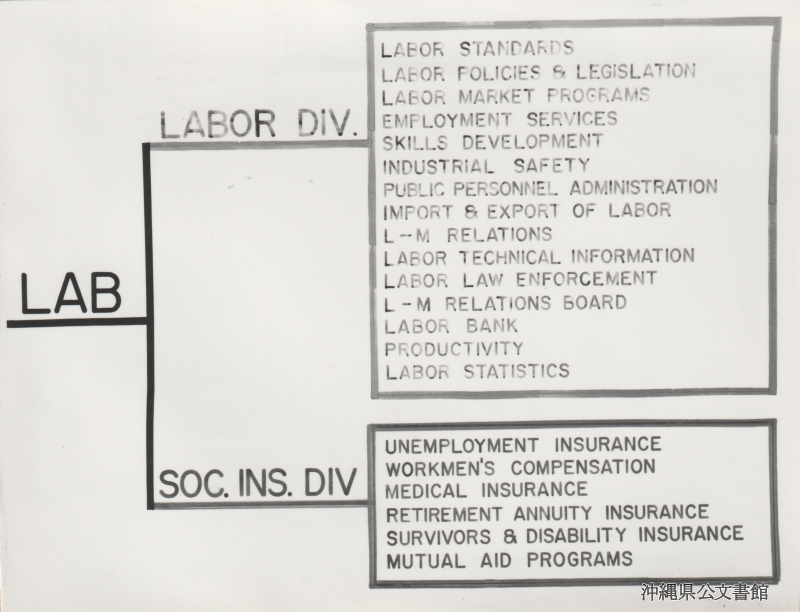 LAB
LABOR DIV.
LABOR STANDARDS
LABOR POLICIES & LEGISLATION
LABOR MARKET PROGRAMS
EMPLOYMENT SERVICES
SKILLS DEVELOPMENT
INDUSTRIAL SAFETY
PUBLIC PERSONNEL ADMINISTRATION
IMPORT & EXPORT OF LABOR
L-M RELATIONS
LABOR TECHNICAL INFORMATION
LABOR LAW ENFORCEMENT
L-M RELATIONS BOARD
LABOR BANK
PRODUCTIVITY
LABOR STATISTICS
SOC. INS. DIV
UNEMPLOYMENT INSURANCE
WORKMEN'S COMPENSATION
MEDICAL INSURANCE
RETIREMENT ANNUITY INSURANCE
SURVIVORS & DISABILITY INSURANCE
MUTUAL AID PROGRAMS
沖縄県公文書館